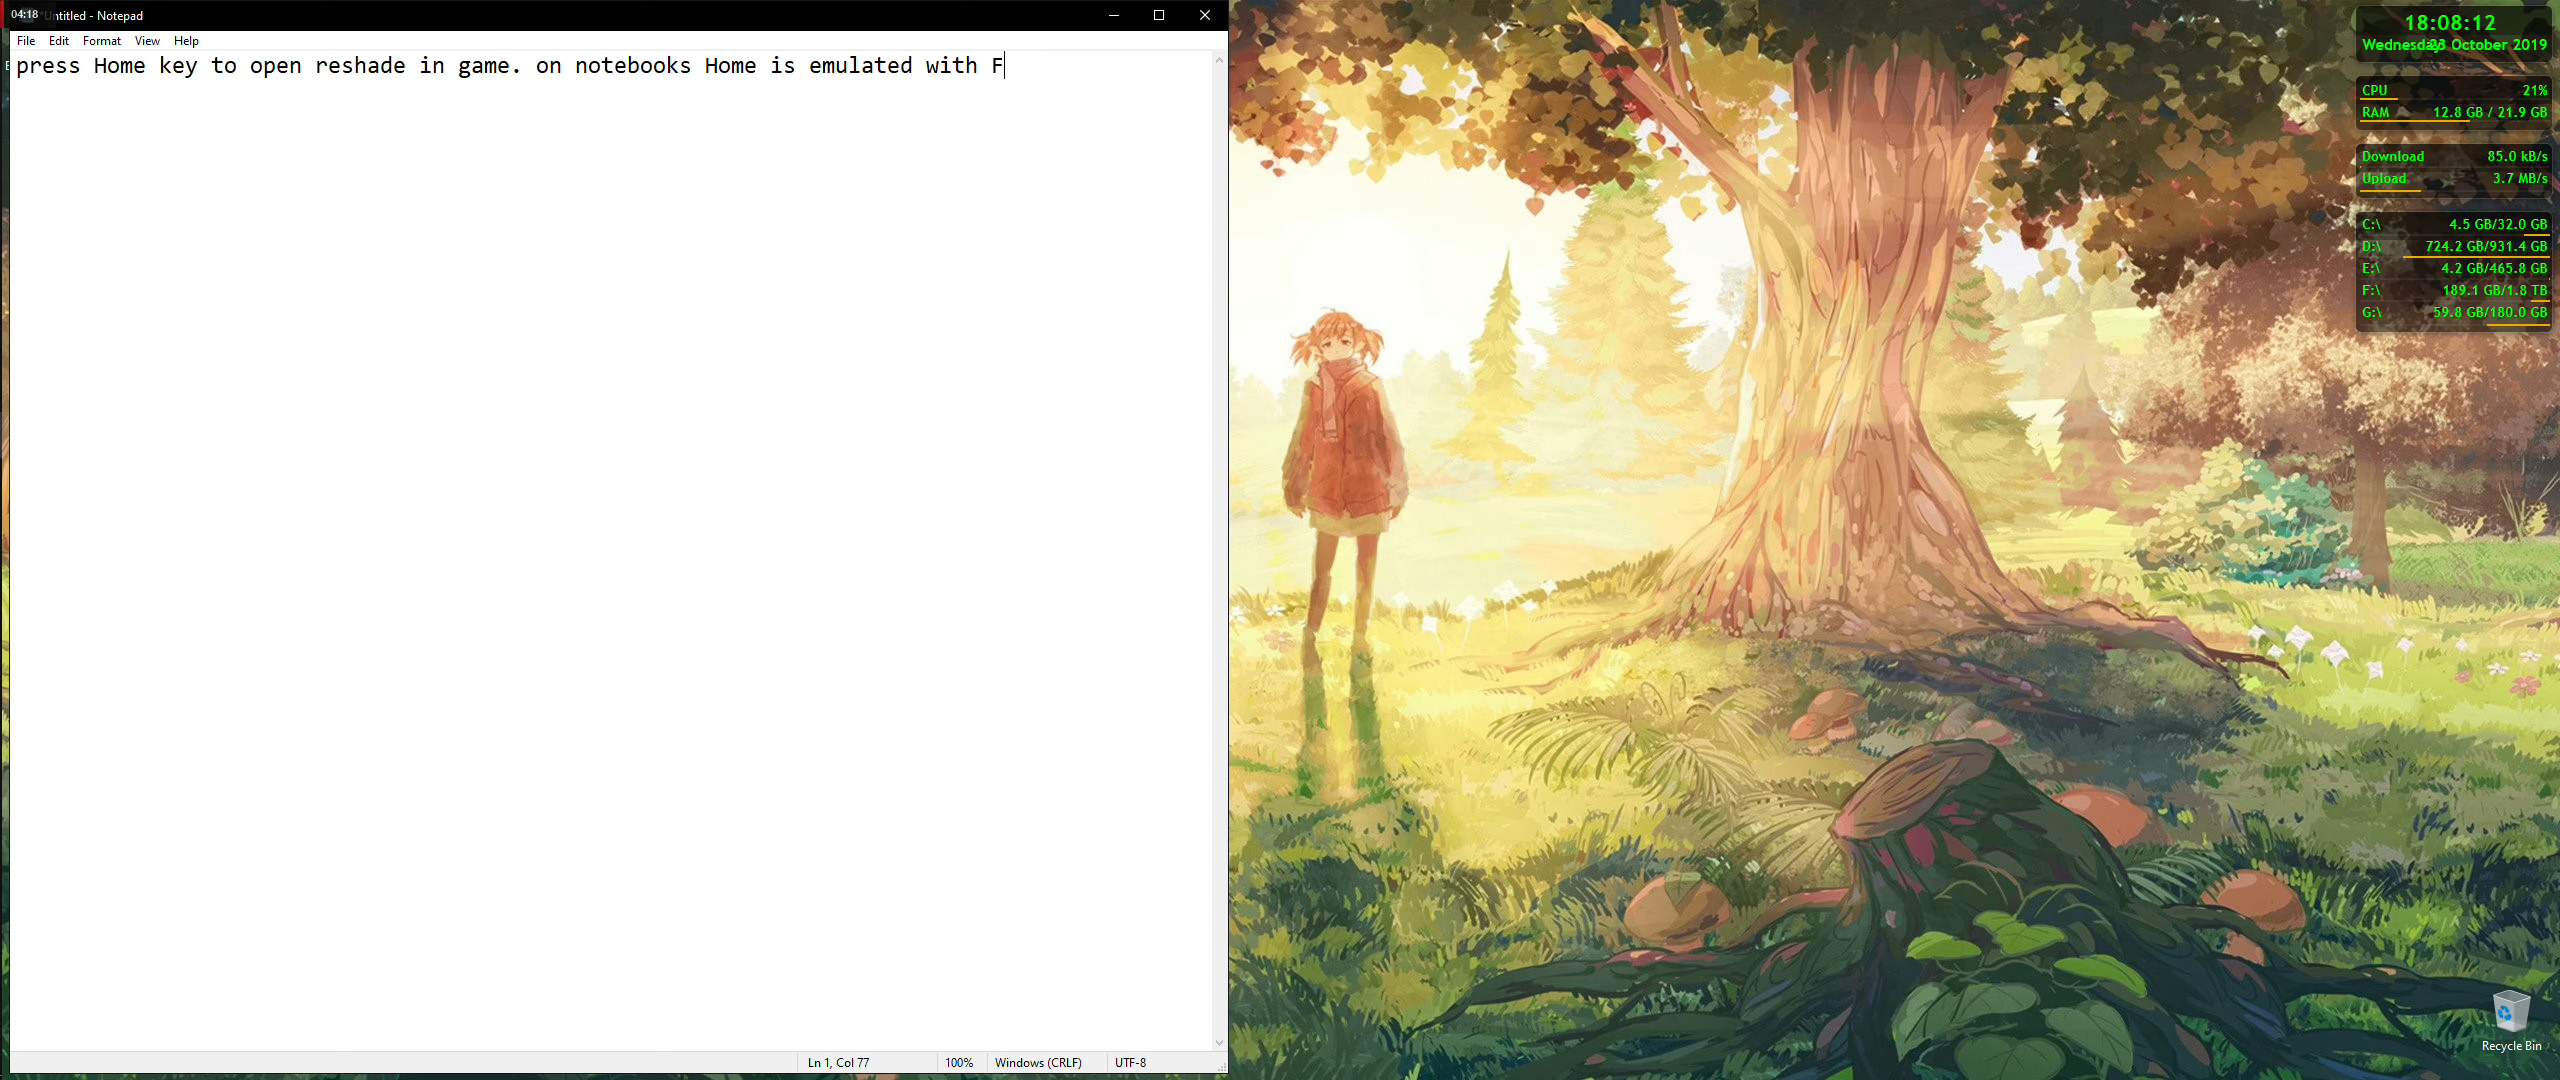 04:18 *Untitled - Notepad
File Edit Format View Help
press Home key to open reshade in game. on notebooks Home is emulated with F
Ln 1, Col 77 100% Windows (CRLF) UTF-8
18:08:12
Wednesday 23 October 2019
CPU 21%
RAM 12.8 GB / 21.9 GB
Download 85.0 kB/s
Upload 3.7 MB/s
C:\ 4.5 GB/32.0 GB
D:\ 724.2 GB/931.4 GB
E:\ 4.2 GB/465.8 GB
F:\ 189.1 GB/1.8 TB
G:\ 59.8 GB/180.0 GB
Recycle Bin